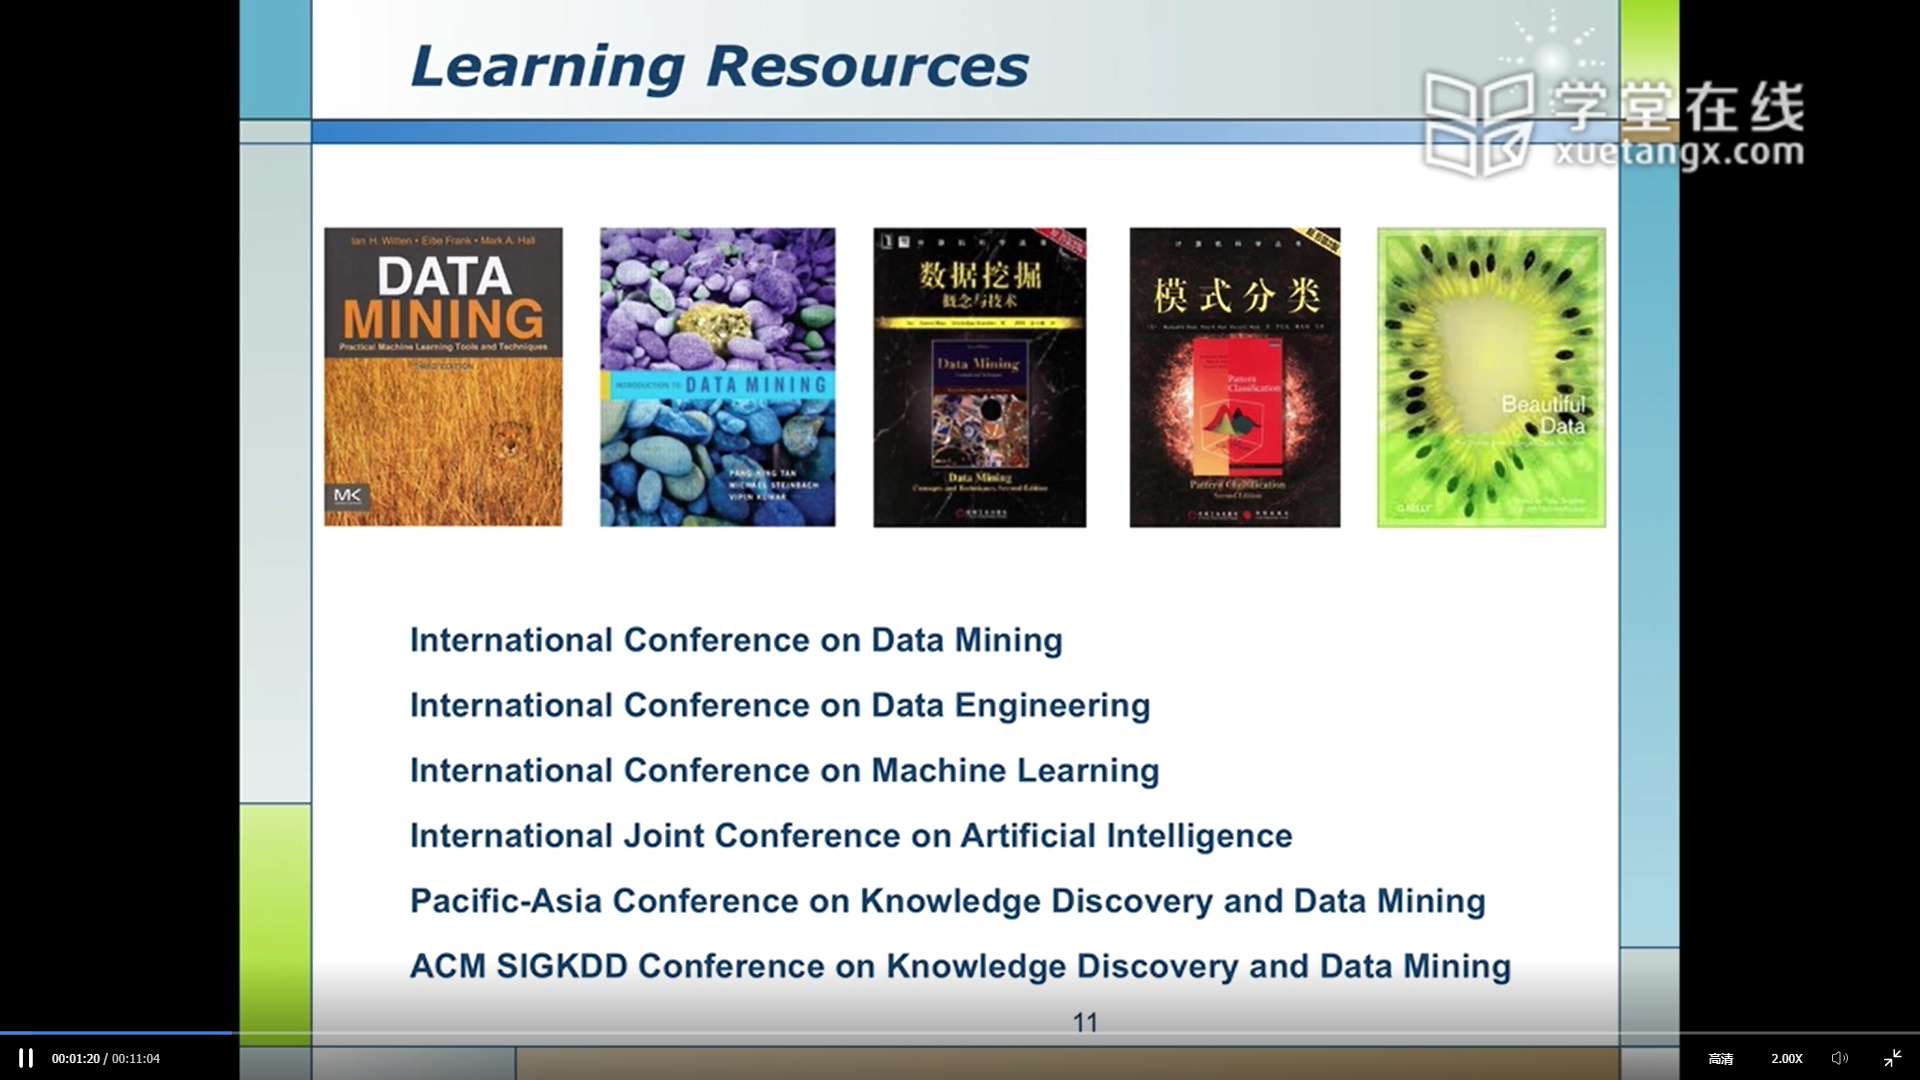 Learning Resources
学堂在线
xuetangx.com
Ian H. Witten • Eibe Frank • Mark A. Hall
DATA
MINING
Practical Machine Learning Tools and Techniques
THIRD EDITION
MK
INTRODUCTION TO DATA MINING
PANG-NING TAN
MICHAEL STEINBACH
VIPIN KUMAR
数据挖掘
概念与技术
Data Mining
Data Mining
Concepts and Techniques, Second Edition
模式分类
Pattern
Classification
Pattern Classification
Second Edition
Beautiful
Data
O'REILLY
International Conference on Data Mining
International Conference on Data Engineering
International Conference on Machine Learning
International Joint Conference on Artificial Intelligence
Pacific-Asia Conference on Knowledge Discovery and Data Mining
ACM SIGKDD Conference on Knowledge Discovery and Data Mining
11
00:01:20 / 00:11:04
高清
2.00X